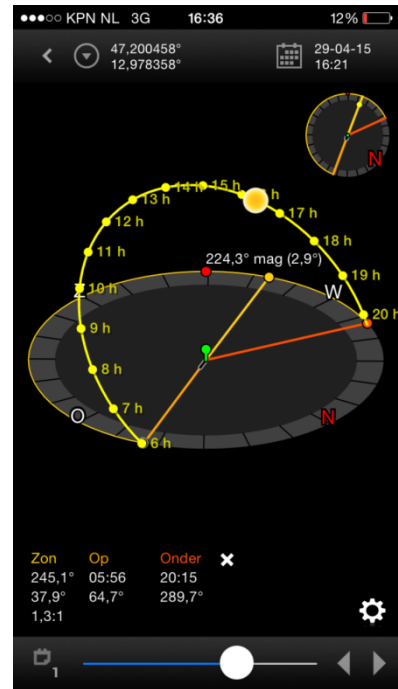 KPN NL 3G 16:36 12%
47,200458° 29-04-15
12,978358° 16:21
N
14 h 15 h h
13 h
17 h
12 h
18 h
11 h
224,3° mag (2,9°)
19 h
Z 10 h W
20 h
9 h
8 h
7 h
O N
6 h
Zon Op Onder
245,1° 05:56 20:15
37,9° 64,7° 289,7°
1,3:1
1